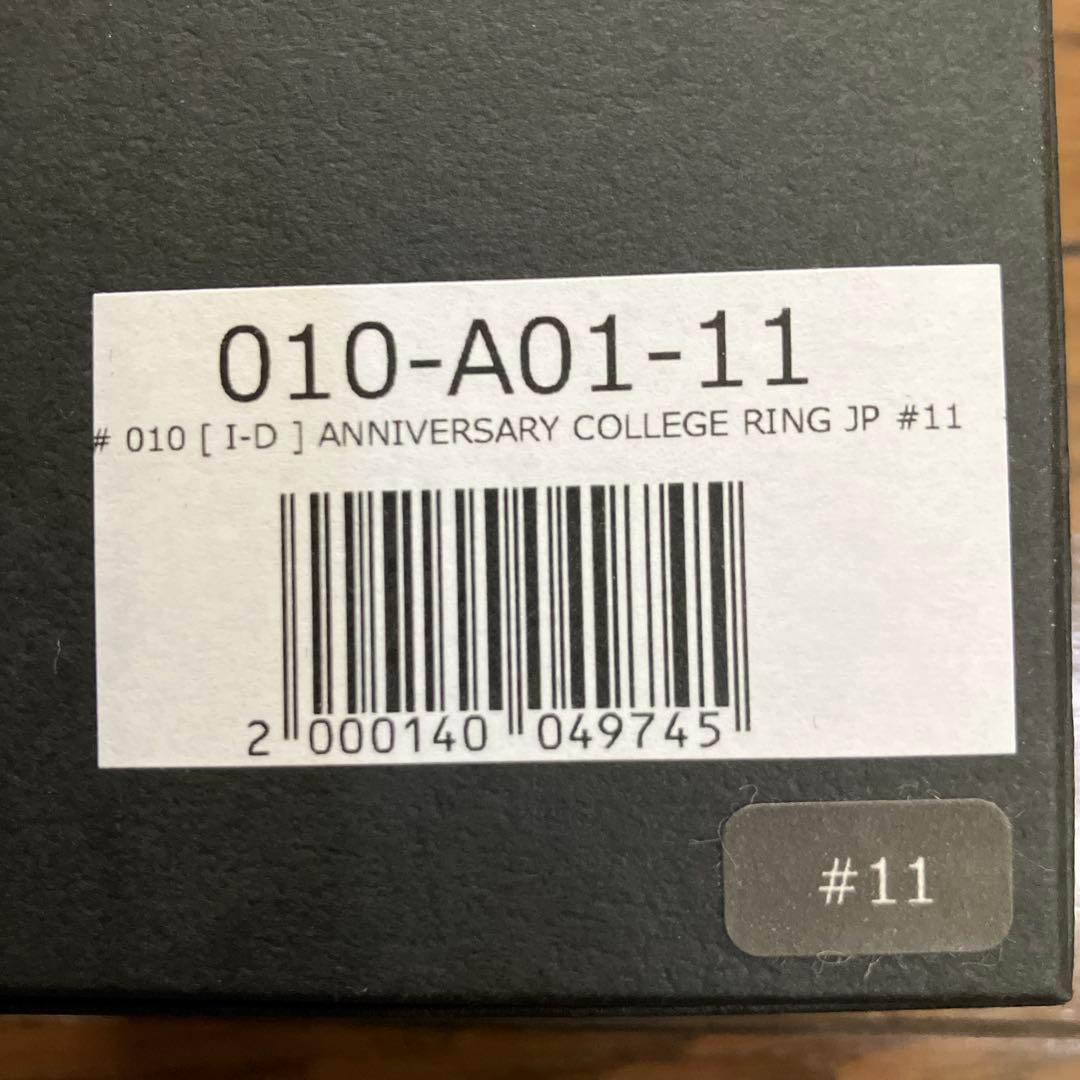 010-A01-11
# 010 [ I-D ] ANNIVERSARY COLLEGE RING JP #11
2 000140 049745
#11